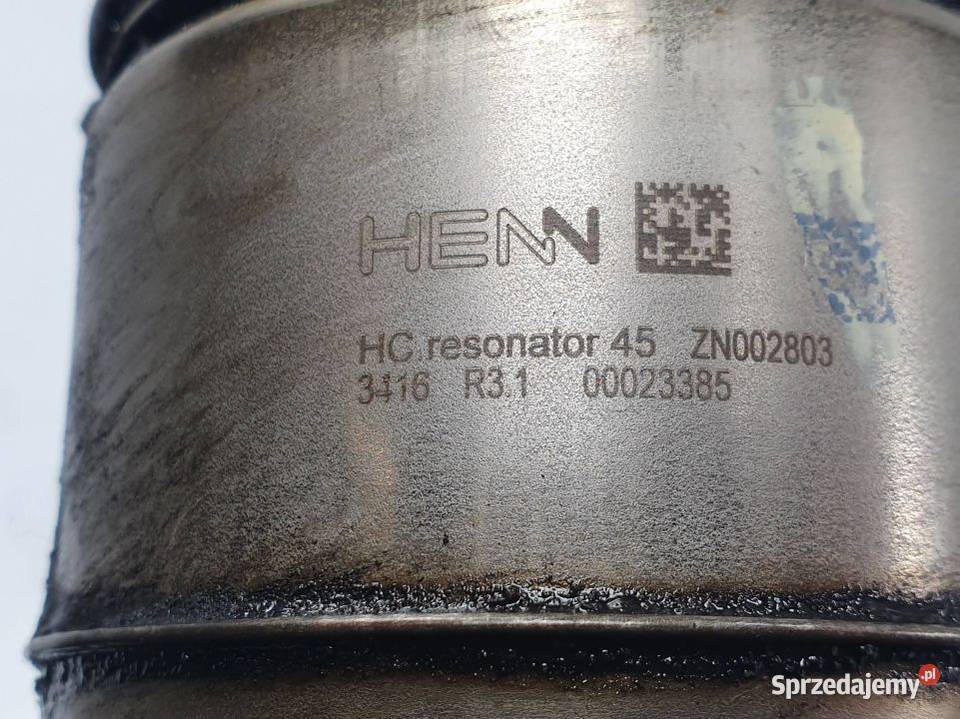 HENN
HC resonator 45 ZN002803
3416 R3.1 00023385
Sprzedajemy.pl